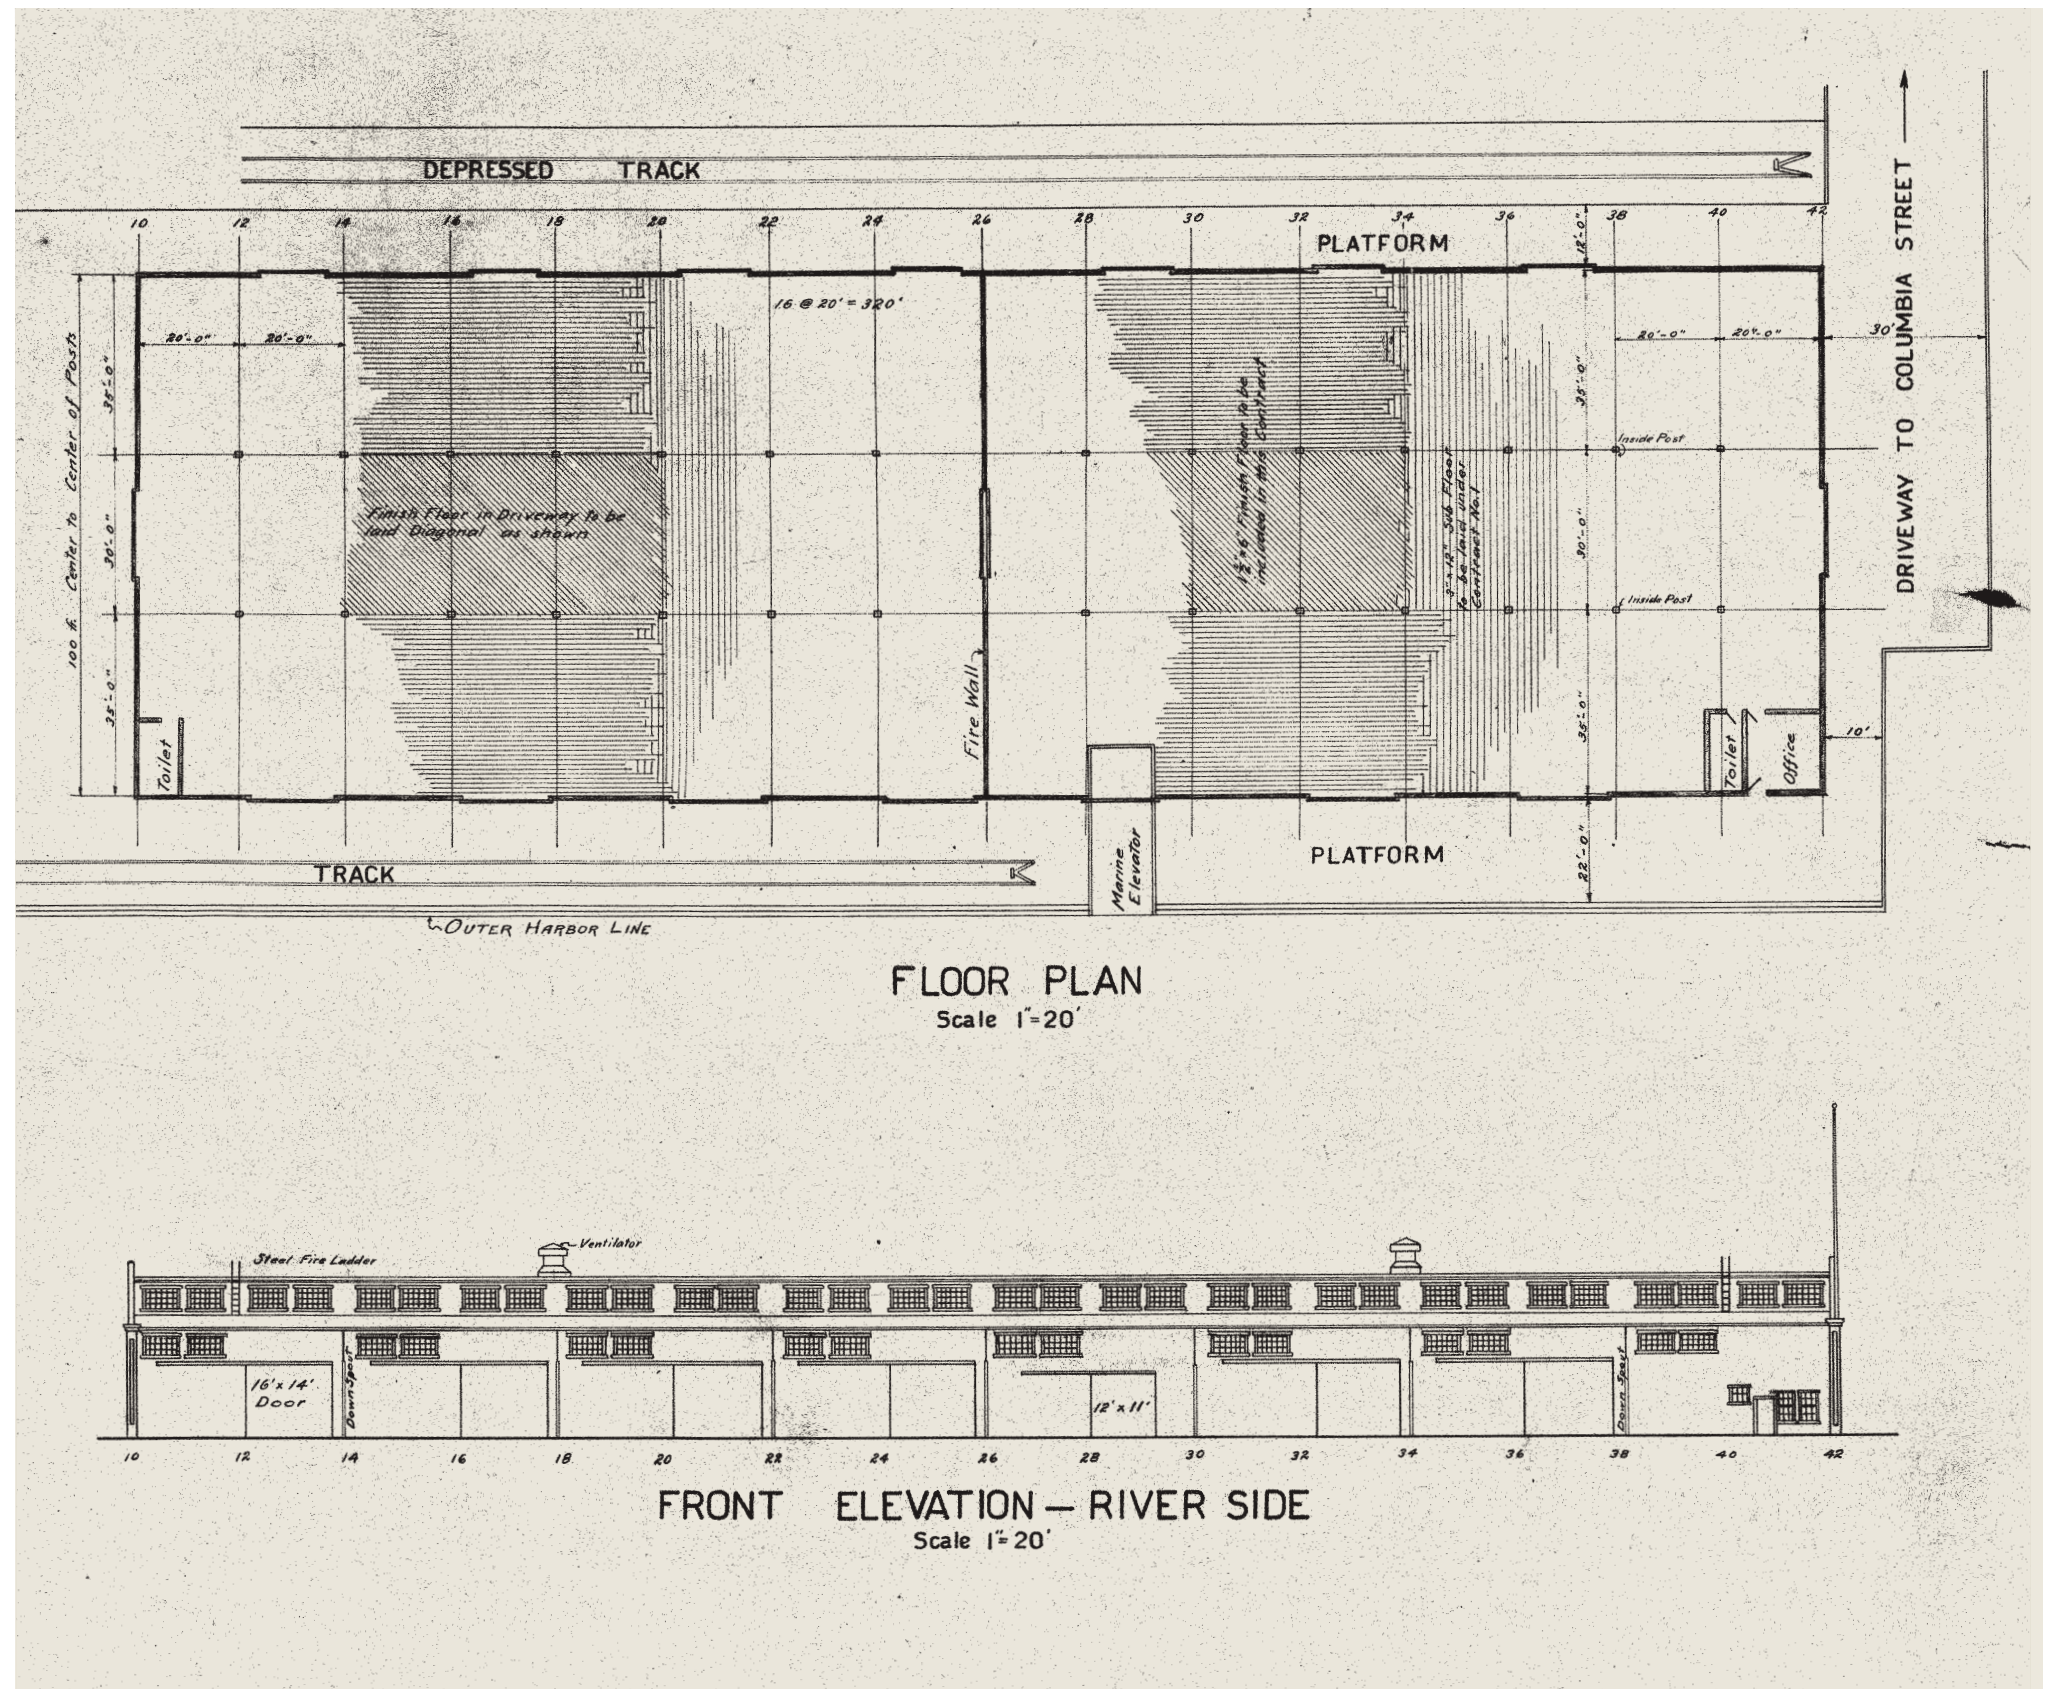 DEPRESSED TRACK
10 12 14 16 18 20 22 24 26 28 30 32 34 36 38 40 42
12'-0"
PLATFORM
16 @ 20' = 320'
20'-0" 20'-0"
20'-0" 20'-0"
30'
DRIVEWAY TO COLUMBIA STREET
100 ft. Center to Center of Posts
35'-0"
30'-0"
35'-0"
35'-0"
30'-0"
35'-0"
Inside Post
Inside Post
Finish Floor in Driveway to be
laid Diagonal as shown
Finish Floor to be
included in this Contract
3"x12" Sub Floor
to be laid under
Contract No.1
Fire Wall
Toilet
Toilet
Office
10'
Marine
Elevator
PLATFORM
22'-0"
TRACK
OUTER HARBOR LINE
FLOOR PLAN
Scale 1"=20'
Steel Fire Ladder
Ventilator
16'x14'
Door
Down Spout
12'x11'
Down Spout
10 12 14 16 18 20 22 24 26 28 30 32 34 36 38 40 42
FRONT ELEVATION — RIVER SIDE
Scale 1"=20'